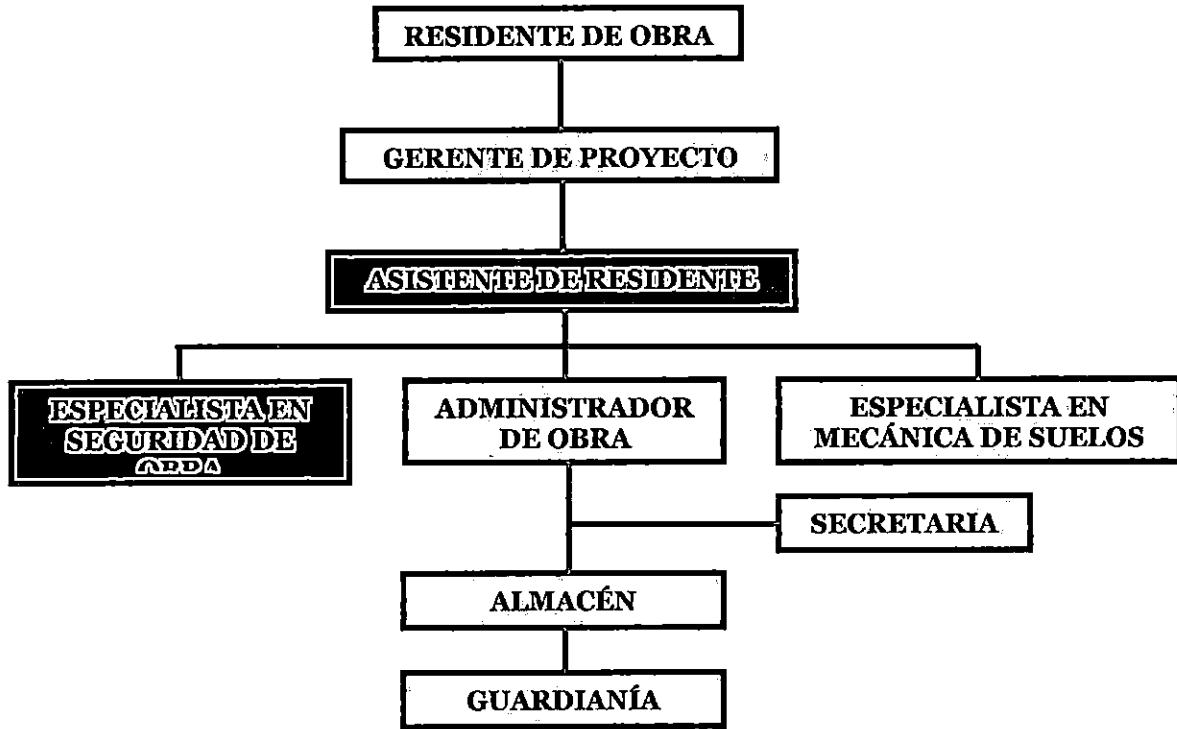 RESIDENTE DE OBRA
GERENTE DE PROYECTO
ASISTENTE DE RESIDENTE
ESPECIALISTA EN
SEGURIDAD DE
ADMINISTRADOR
DE OBRA
ESPECIALISTA EN
MECÁNICA DE SUELOS
SECRETARIA
ALMACÉN
GUARDIANÍA